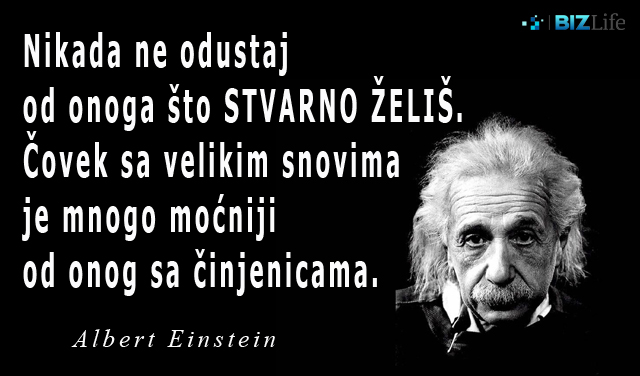 BIZLife
Nikada ne odustaj
od onoga što STVARNO ŽELIŠ.
Čovek sa velikim snovima
je mnogo moćniji
od onog sa činjenicama.
Albert Einstein